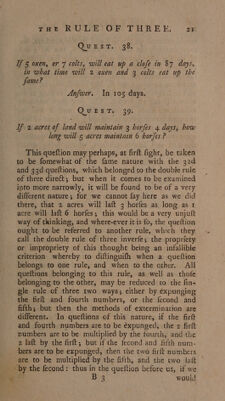 THE RULE OF THREE. 21
QUEST. 38.
If 5 oxen, or 7 colts, will eat up a close in 87 days,
in what time will 2 oxen and 3 colts eat up the
same?
Answer. In 105 days.
QUEST. 39.
If 2 acres of land will maintain 3 horses 4 days, how
long will 5 acres maintain 6 horses?
This question may perhaps, at first sight, be taken
to be somewhat of the same nature with the 32d
and 33d questions, which belonged to the double rule
of three direct; but when it comes to be examined
into more narrowly, it will be found to be of a very
different nature; for we cannot say here as we did
there, that 2 acres will last 3 horses as long as 1
acre will last 6 horses; this would be a very unjust
way of thinking, and where-ever it is so, the question
ought to be referred to another rule, which they
call the double rule of three inverse; the propriety
or impropriety of this thought being an infallible
criterion whereby to distinguish when a question
belongs to one rule, and when to the other. All
questions belonging to this rule, as well as those
belonging to the other, may be reduced to the sin-
gle rule of three two ways; either by expunging
the first and fourth numbers, or the second and
fifth; but then the methods of extermination are
different. In questions of this nature, if the first
and fourth numbers are to be expunged, the 2 first
numbers are to be multiplied by the fourth, and the
2 last by the first; but if the second and fifth num-
bers are to be expunged, then the two first numbers
are to be multiplied by the fifth, and the two last
by the second: thus in the question before us, if we
B 3 would